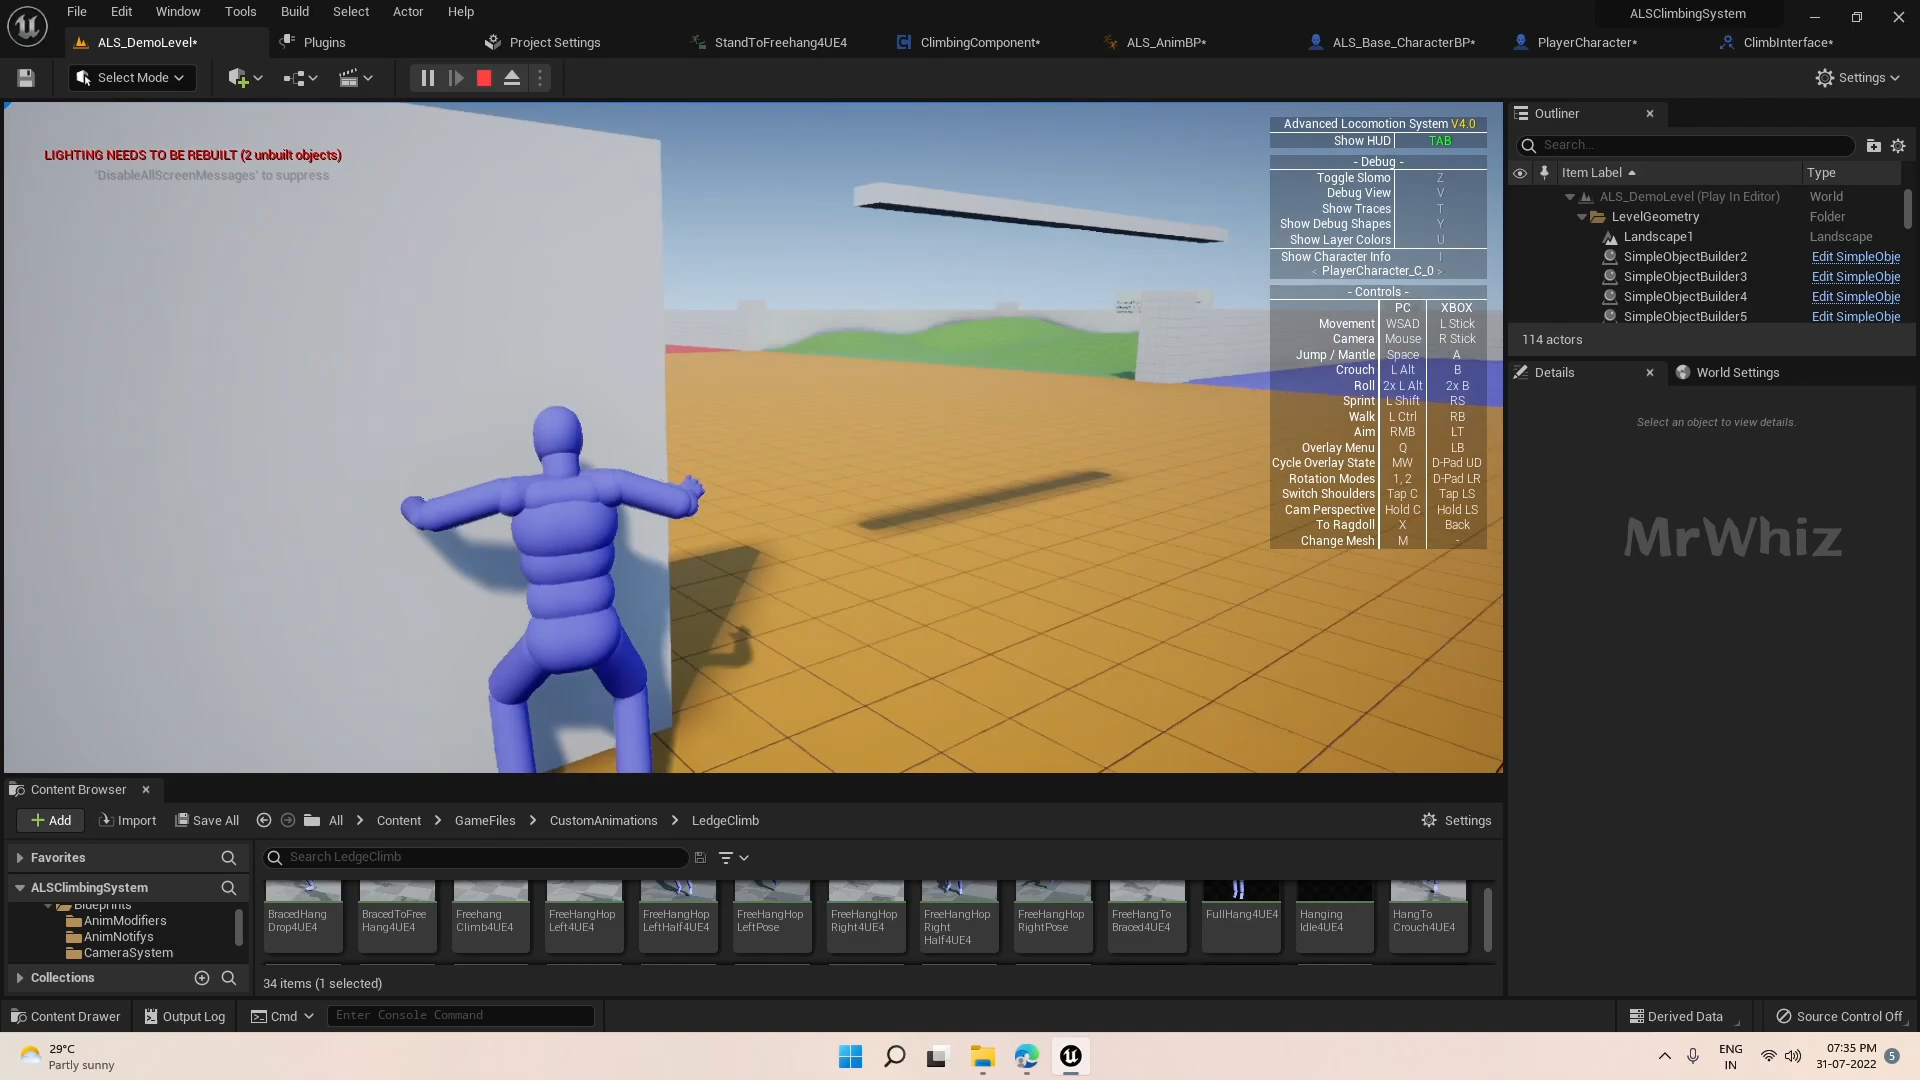 File Edit Window Tools Build Select Actor Help
ALSClimbingSystem
ALS_DemoLevel*
Plugins
Project Settings
StandToFreehang4UE4
ClimbingComponent*
ALS_AnimBP*
ALS_Base_CharacterBP*
PlayerCharacter*
ClimbInterface*
Select Mode
Settings
LIGHTING NEEDS TO BE REBUILT (2 unbuilt objects)
'DisableAllScreenMessages' to suppress
Advanced Locomotion System V4.0
Show HUD TAB
- Debug -
Toggle Slomo Z
Debug View V
Show Traces T
Show Debug Shapes Y
Show Layer Colors U
Show Character Info I
< PlayerCharacter_C_0 >
- Controls -
PC XBOX
Movement WSAD L Stick
Camera Mouse R Stick
Jump / Mantle Space A
Crouch L Alt B
Roll 2x L Alt 2x B
Sprint L Shift RS
Walk L Ctrl RB
Aim RMB LT
Overlay Menu Q LB
Cycle Overlay State MW D-Pad UD
Rotation Modes 1, 2 D-Pad LR
Switch Shoulders Tap C Tap LS
Cam Perspective Hold C Hold LS
To Ragdoll X Back
Change Mesh M -
Outliner
Search...
Item Label Type
ALS_DemoLevel (Play In Editor) World
LevelGeometry Folder
Landscape1 Landscape
SimpleObjectBuilder2 Edit SimpleObje
SimpleObjectBuilder3 Edit SimpleObje
SimpleObjectBuilder4 Edit SimpleObje
SimpleObjectBuilder5 Edit SimpleObje
114 actors
Details
World Settings
Select an object to view details.
MrWhiz
Content Browser
Add Import Save All All Content GameFiles CustomAnimations LedgeClimb Settings
Favorites
Search LedgeClimb
ALSClimbingSystem
Blueprints
AnimModifiers
AnimNotifys
CameraSystem
Collections
BracedHang
Drop4UE4
BracedToFree
Hang4UE4
Freehang
Climb4UE4
FreeHangHop
Left4UE4
FreeHangHop
LeftHalf4UE4
FreeHangHop
LeftPose
FreeHangHop
Right4UE4
FreeHangHop
Right
Half4UE4
FreeHangHop
RightPose
FreeHangTo
Braced4UE4
FullHang4UE4
Hanging
Idle4UE4
HangTo
Crouch4UE4
34 items (1 selected)
Content Drawer Output Log Cmd Enter Console Command
Derived Data Source Control Off
29°C
Partly sunny
ENG
IN
07:35 PM
31-07-2022
5